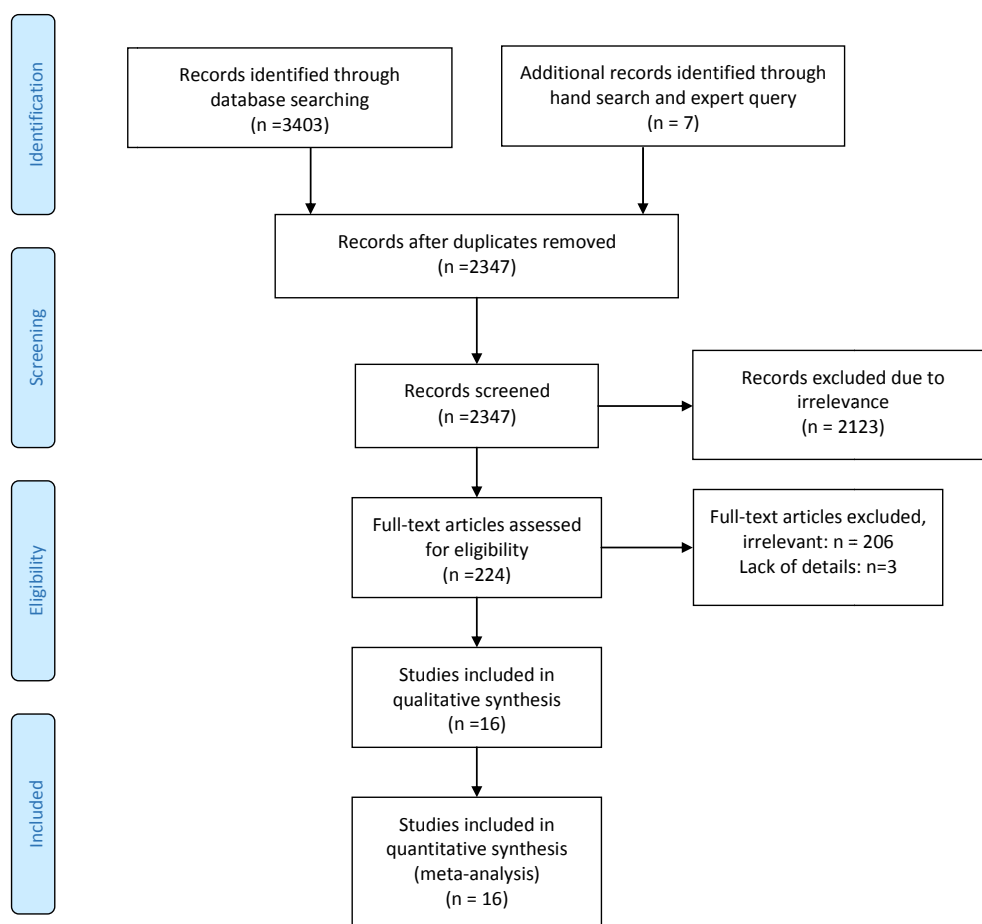 Identification
Records identified through
database searching
(n =3403)
Additional records identified through
hand search and expert query
(n = 7)
Records after duplicates removed
(n =2347)
Screening
Records screened
(n =2347)
Records excluded due to
irrelevance
(n = 2123)
Eligibility
Full-text articles assessed
for eligibility
(n =224)
Full-text articles excluded,
irrelevant: n = 206
Lack of details: n=3
Studies included in
qualitative synthesis
(n =16)
Included
Studies included in
quantitative synthesis
(meta-analysis)
(n = 16)